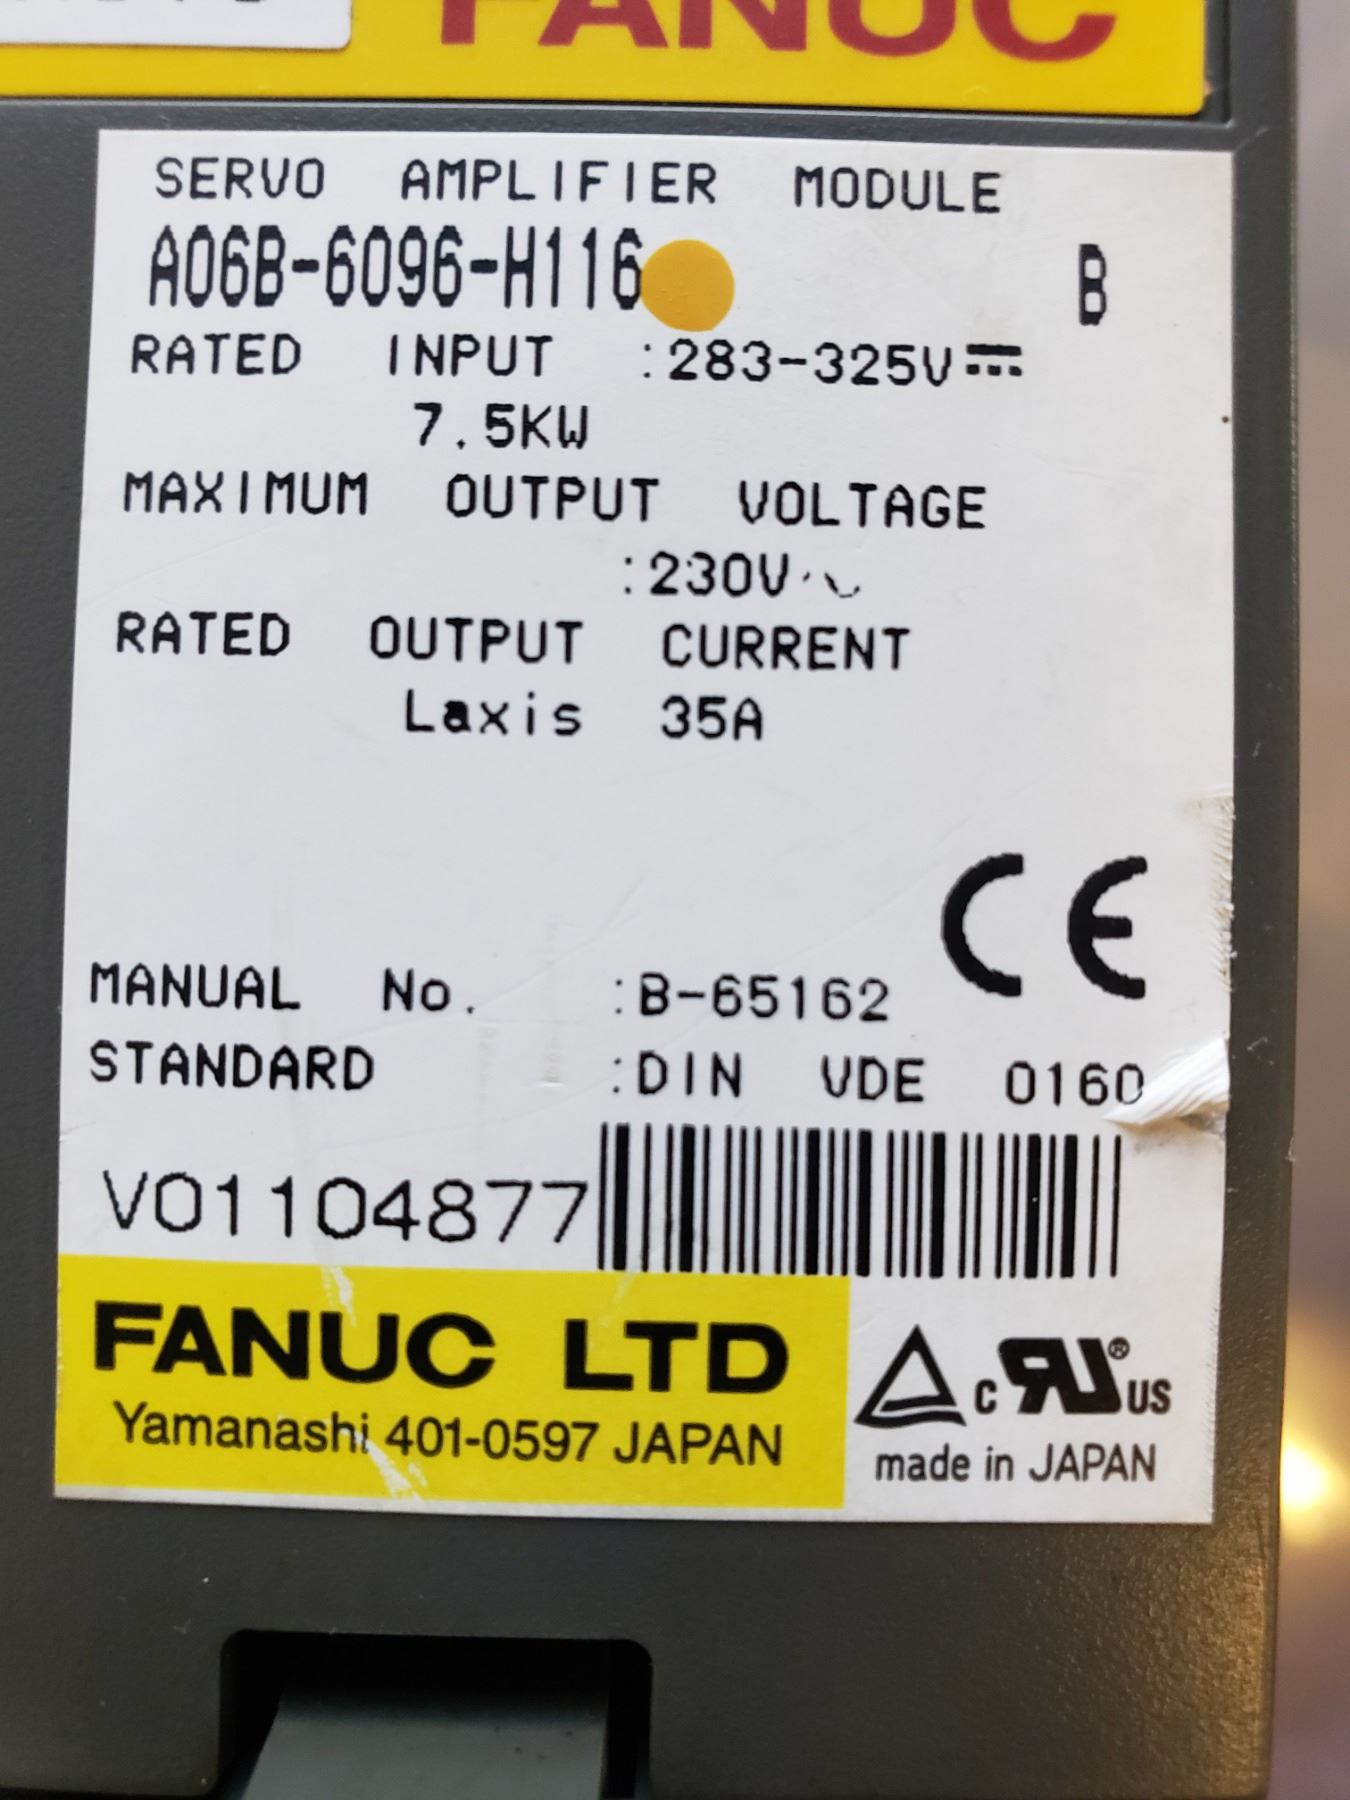 FANUC
SERVO AMPLIFIER MODULE
A06B-6096-H116 B
RATED INPUT :283-325V⎓
7.5KW
MAXIMUM OUTPUT VOLTAGE
:230V~
RATED OUTPUT CURRENT
Laxis 35A
CE
MANUAL No. :B-65162
STANDARD :DIN VDE 0160
V01104877
FANUC LTD
Yamanashi 401-0597 JAPAN
c RU® US
made in JAPAN